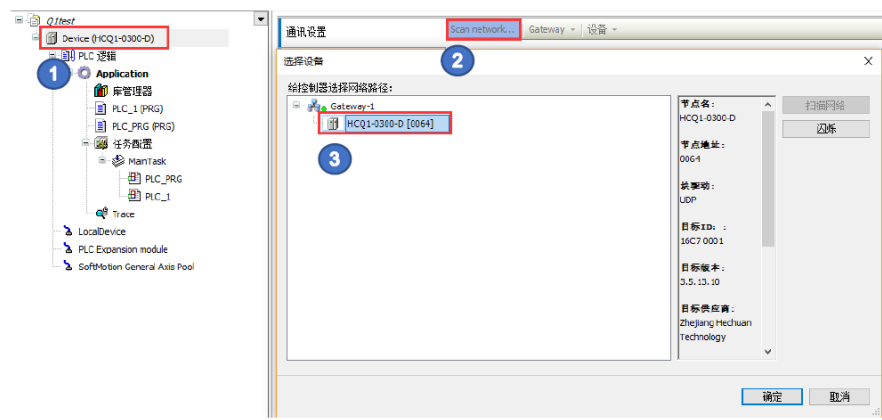 Q1test
Device (HCQ1-0300-D)
PLC 逻辑
1
Application
库管理器
PLC_1 (PRG)
PLC_PRG (PRG)
任务配置
MainTask
PLC_PRG
PLC_1
Trace
LocalDevice
PLC Expansion module
SoftMotion General Axis Pool
通讯设置
Scan network...
Gateway
设备
2
选择设备
给控制器选择网络路径:
Gateway-1
HCQ1-0300-D [0064]
3
节点名:
HCQ1-0300-D
节点地址:
0064
块驱动:
UDP
目标ID: :
16C7 0001
目标版本:
3.5.13.10
目标供应商:
Zhejiang Hechuan
Technology
扫描网络
闪烁
确定
取消